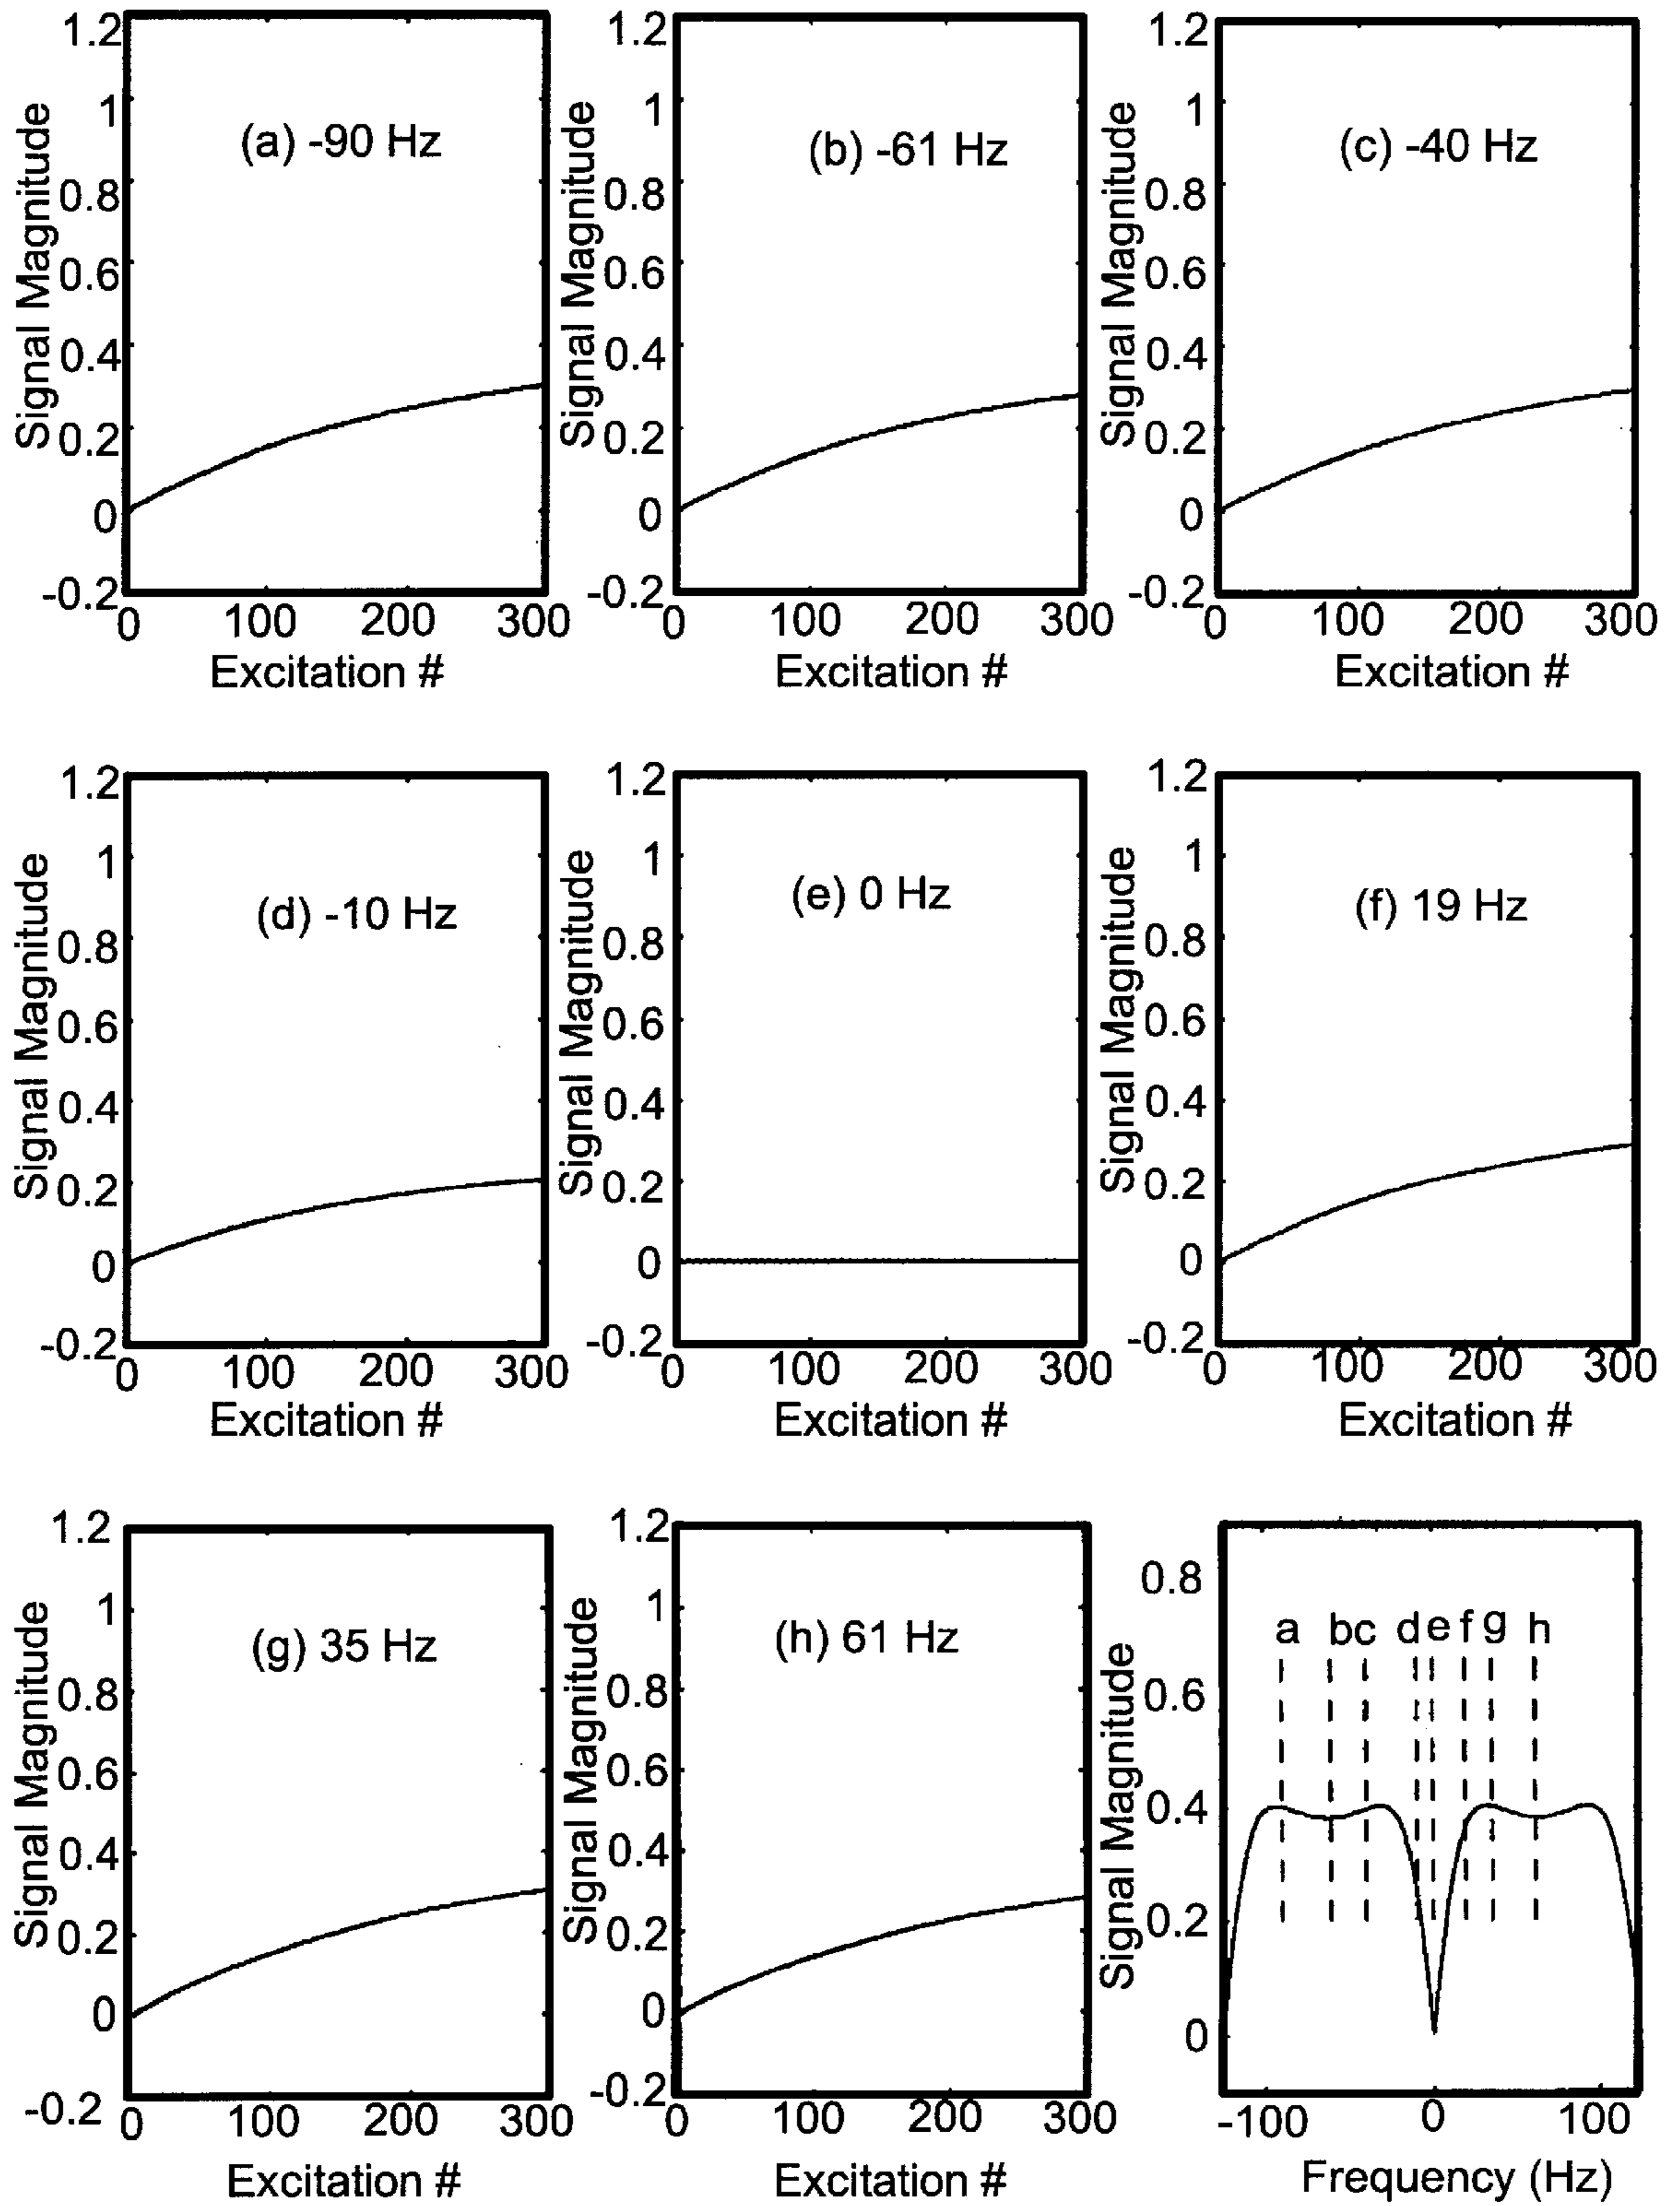 Signal Magnitude
1.2
1
0.8
0.6
0.4
0.2
0
-0.2
(a) -90 Hz
0 100 200 300
Excitation #
Signal Magnitude
1.2
1
0.8
0.6
0.4
0.2
0
-0.2
(b) -61 Hz
0 100 200 300
Excitation #
Signal Magnitude
1.2
1
0.8
0.6
0.4
0.2
0
-0.2
(c) -40 Hz
0 100 200 300
Excitation #
Signal Magnitude
1.2
1
0.8
0.6
0.4
0.2
0
-0.2
(d) -10 Hz
0 100 200 300
Excitation #
Signal Magnitude
1.2
1
0.8
0.6
0.4
0.2
0
-0.2
(e) 0 Hz
0 100 200 300
Excitation #
Signal Magnitude
1.2
1
0.8
0.6
0.4
0.2
0
-0.2
(f) 19 Hz
0 100 200 300
Excitation #
Signal Magnitude
1.2
1
0.8
0.6
0.4
0.2
0
-0.2
(g) 35 Hz
0 100 200 300
Excitation #
Signal Magnitude
1.2
1
0.8
0.6
0.4
0.2
0
-0.2
(h) 61 Hz
0 100 200 300
Excitation #
Signal Magnitude
0.8
0.6
0.4
0.2
0
a b c d e f g h
-100 0 100
Frequency (Hz)